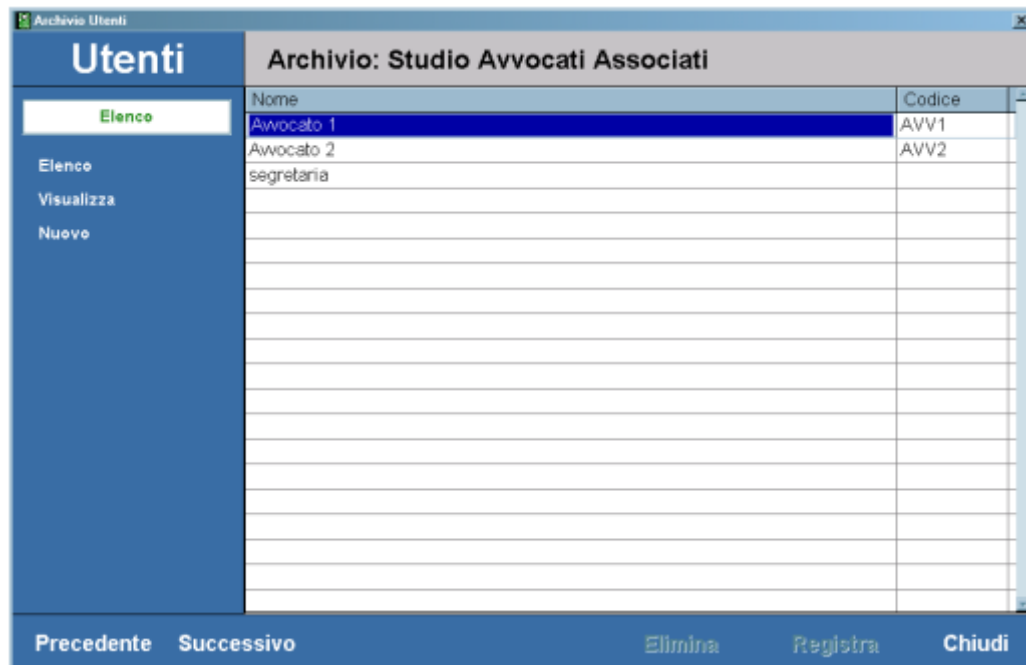 Archivio Utenti
Utenti
Archivio: Studio Avvocati Associati
Elenco
Elenco
Visualizza
Nuovo
Nome Codice
Avvocato 1 AVV1
Avvocato 2 AVV2
segretaria
Precedente Successivo Elimina Registra Chiudi